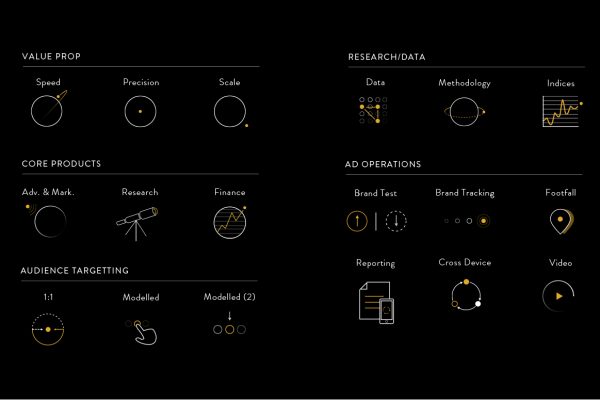 VALUE PROP
Speed
Precision
Scale
CORE PRODUCTS
Adv. & Mark.
Research
Finance
AUDIENCE TARGETTING
1:1
Modelled
Modelled (2)
RESEARCH/DATA
Data
Methodology
Indices
AD OPERATIONS
Brand Test
Brand Tracking
Footfall
Reporting
Cross Device
Video